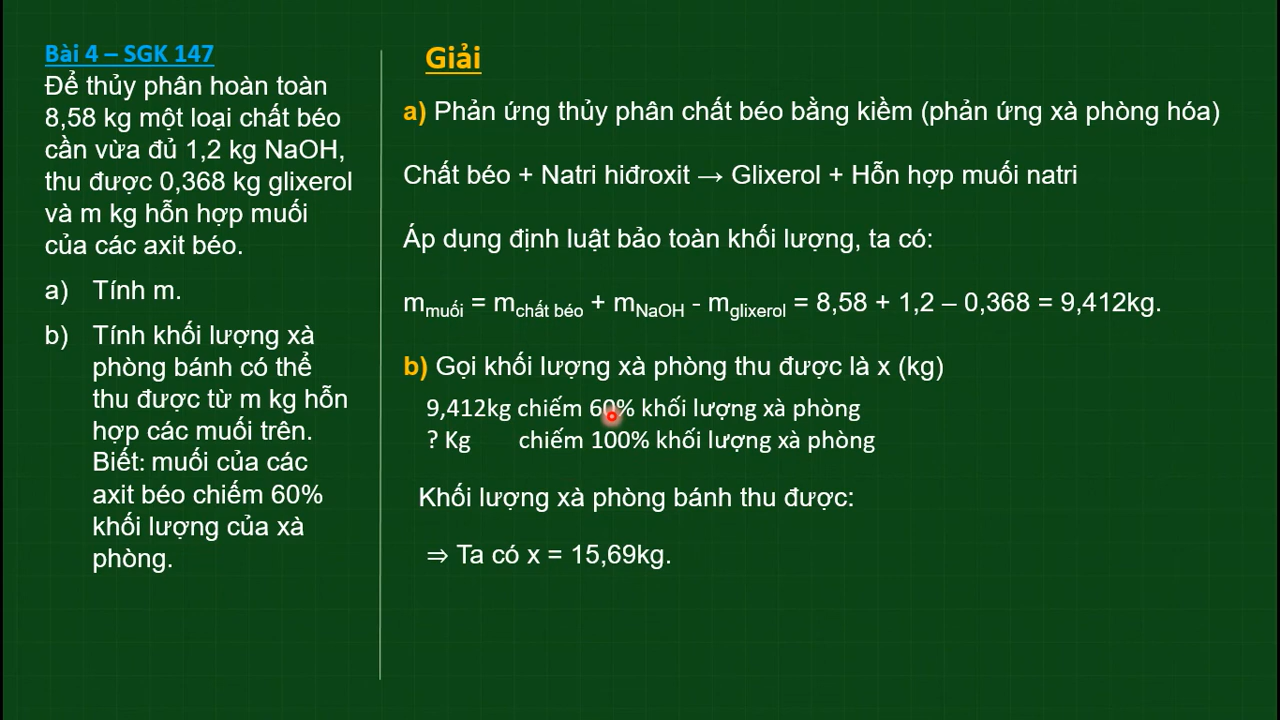 Bài 4 – SGK 147
Để thủy phân hoàn toàn
8,58 kg một loại chất béo
cần vừa đủ 1,2 kg NaOH,
thu được 0,368 kg glixerol
và m kg hỗn hợp muối
của các axit béo.
a) Tính m.
b) Tính khối lượng xà
phòng bánh có thể
thu được từ m kg hỗn
hợp các muối trên.
Biết: muối của các
axit béo chiếm 60%
khối lượng của xà
phòng.
Giải
a) Phản ứng thủy phân chất béo bằng kiềm (phản ứng xà phòng hóa)
Chất béo + Natri hiđroxit → Glixerol + Hỗn hợp muối natri
Áp dụng định luật bảo toàn khối lượng, ta có:
mmuối = mchất béo + mNaOH - mglixerol = 8,58 + 1,2 – 0,368 = 9,412kg.
b) Gọi khối lượng xà phòng thu được là x (kg)
9,412kg chiếm 60% khối lượng xà phòng
? Kg chiếm 100% khối lượng xà phòng
Khối lượng xà phòng bánh thu được:
⇒ Ta có x = 15,69kg.